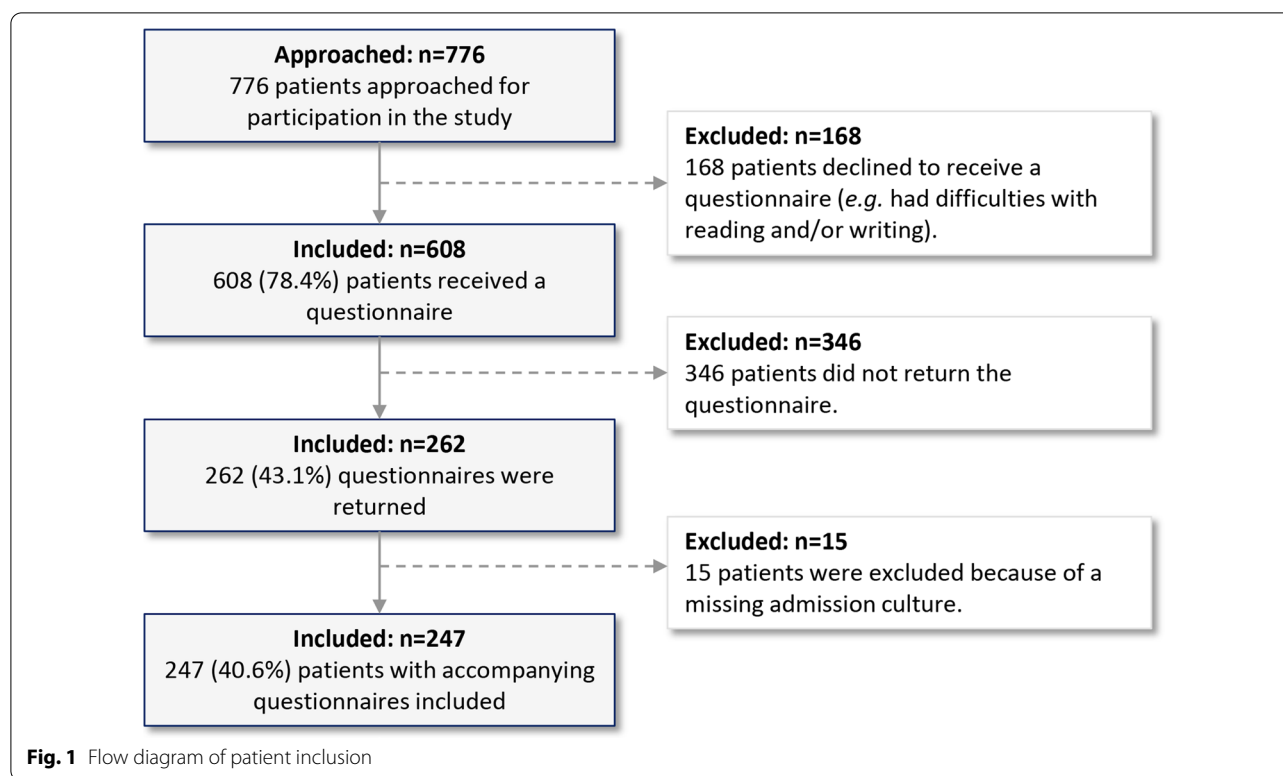 Approached: n=776
776 patients approached for
participation in the study
Excluded: n=168
168 patients declined to receive a
questionnaire (e.g. had difficulties with
reading and/or writing).
Included: n=608
608 (78.4%) patients received a
questionnaire
Excluded: n=346
346 patients did not return the
questionnaire.
Included: n=262
262 (43.1%) questionnaires were
returned
Excluded: n=15
15 patients were excluded because of a
missing admission culture.
Included: n=247
247 (40.6%) patients with accompanying
questionnaires included
Fig. 1 Flow diagram of patient inclusion